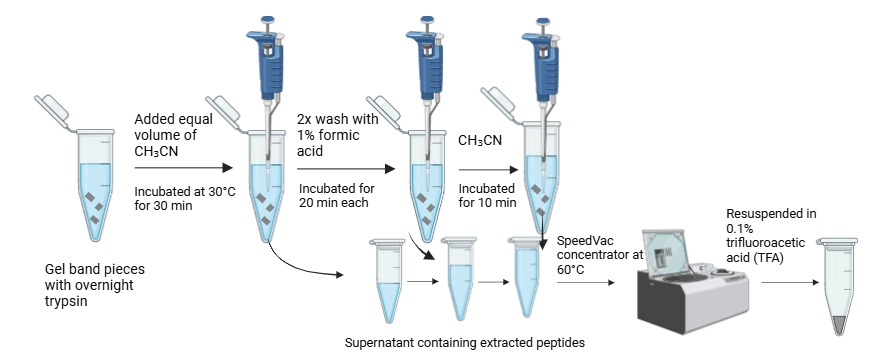 Added equal
volume of
CH₃CN
Incubated at 30°C
for 30 min
2x wash with
1% formic
acid
Incubated for
20 min each
CH₃CN
Incubated
for 10 min
Gel band pieces
with overnight
trypsin
SpeedVac
concentrator at
60°C
Resuspended in
0.1%
trifluoroacetic
acid (TFA)
Supernatant containing extracted peptides